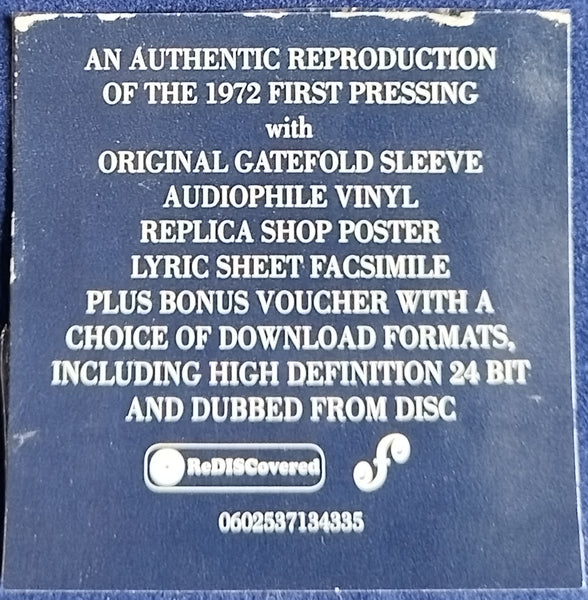 AN AUTHENTIC REPRODUCTION
OF THE 1972 FIRST PRESSING
with
ORIGINAL GATEFOLD SLEEVE
AUDIOPHILE VINYL
REPLICA SHOP POSTER
LYRIC SHEET FACSIMILE
PLUS BONUS VOUCHER WITH A
CHOICE OF DOWNLOAD FORMATS,
INCLUDING HIGH DEFINITION 24 BIT
AND DUBBED FROM DISC
ReDISCovered
0602537134335